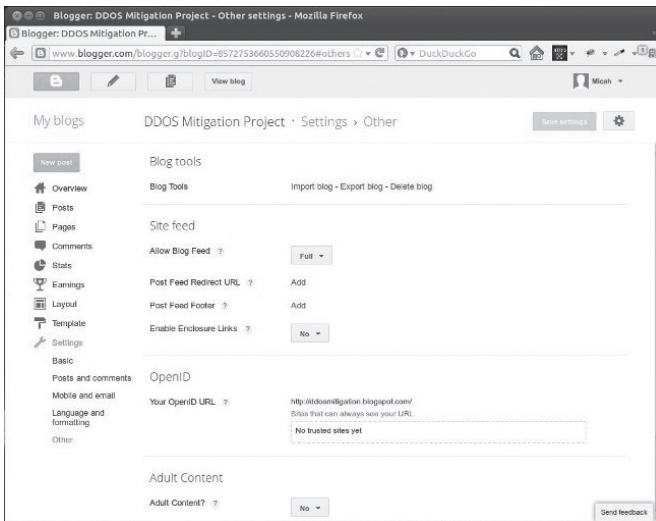 Blogger: DDOS Mitigation Project - Other settings - Mozilla Firefox
Blogger: DDOS Mitigation Pr...
www.blogger.com/blogger.g?blogID=8572753660550908226#others
DuckDuckGo
View blog
Micah
My blogs
DDOS Mitigation Project · Settings › Other
Save settings
New post
Overview
Posts
Pages
Comments
Stats
Earnings
Layout
Template
Settings
Basic
Posts and comments
Mobile and email
Language and
formatting
Other
Blog tools
Blog Tools Import blog - Export blog - Delete blog
Site feed
Allow Blog Feed ? Full
Post Feed Redirect URL ? Add
Post Feed Footer ? Add
Enable Enclosure Links ? No
OpenID
Your OpenID URL ? http://ddosmitigation.blogspot.com/
Sites that can always see your URL
No trusted sites yet
Adult Content
Adult Content? ? No
Send feedback